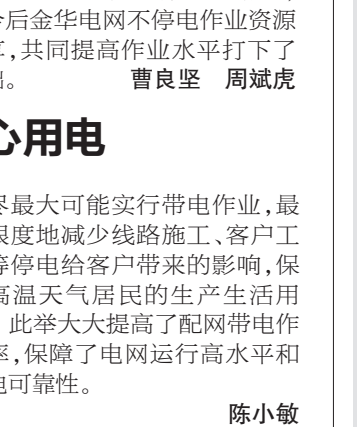 后金华电网不停电作业资源
,共同提高作业水平打下了
。 曹良坚 周斌虎
用电
最大可能实行带电作业,最
限度地减少线路施工、客户工
等停电给客户带来的影响,保
高温天气居民的生产生活用
此举大大提高了配网带电作
率,保障了电网运行高水平和
电可靠性。
陈小敏